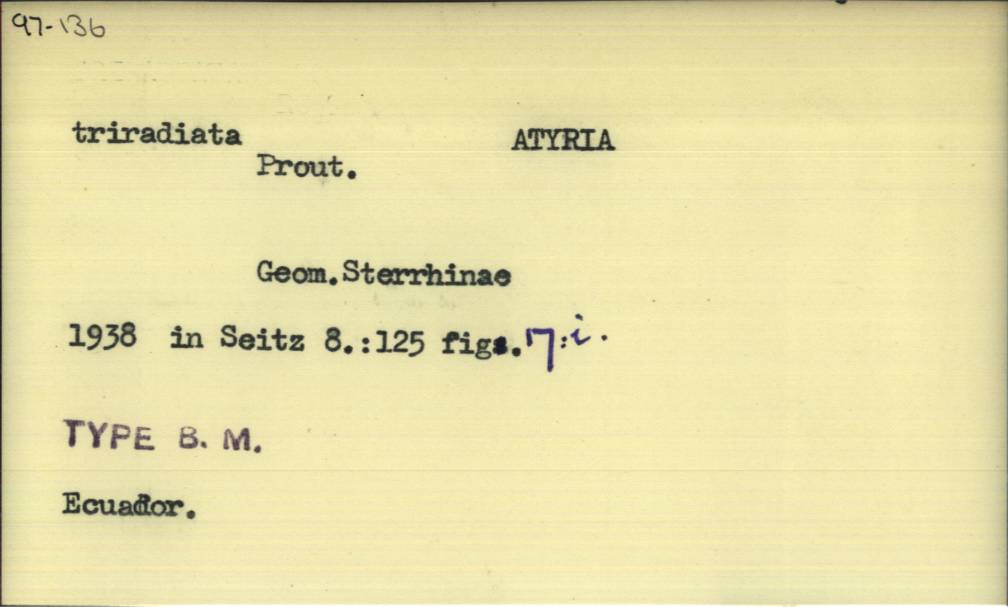 97-136
triradiata ATYRIA
Prout.
Geom.Sterrhinae
1938 in Seitz 8.:125 figs.17:i.
TYPE B. M.
Ecuador.